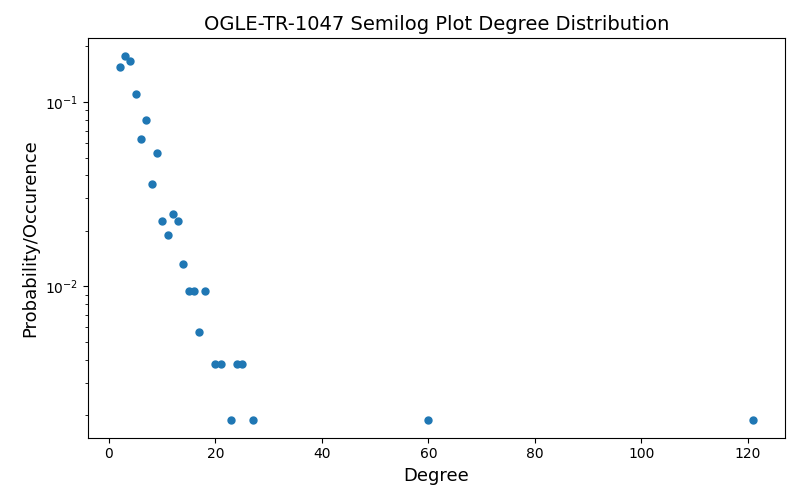 OGLE-TR-1047 Semilog Plot Degree Distribution
Probability/Occurence
10⁻¹
10⁻²
0 20 40 60 80 100 120
Degree